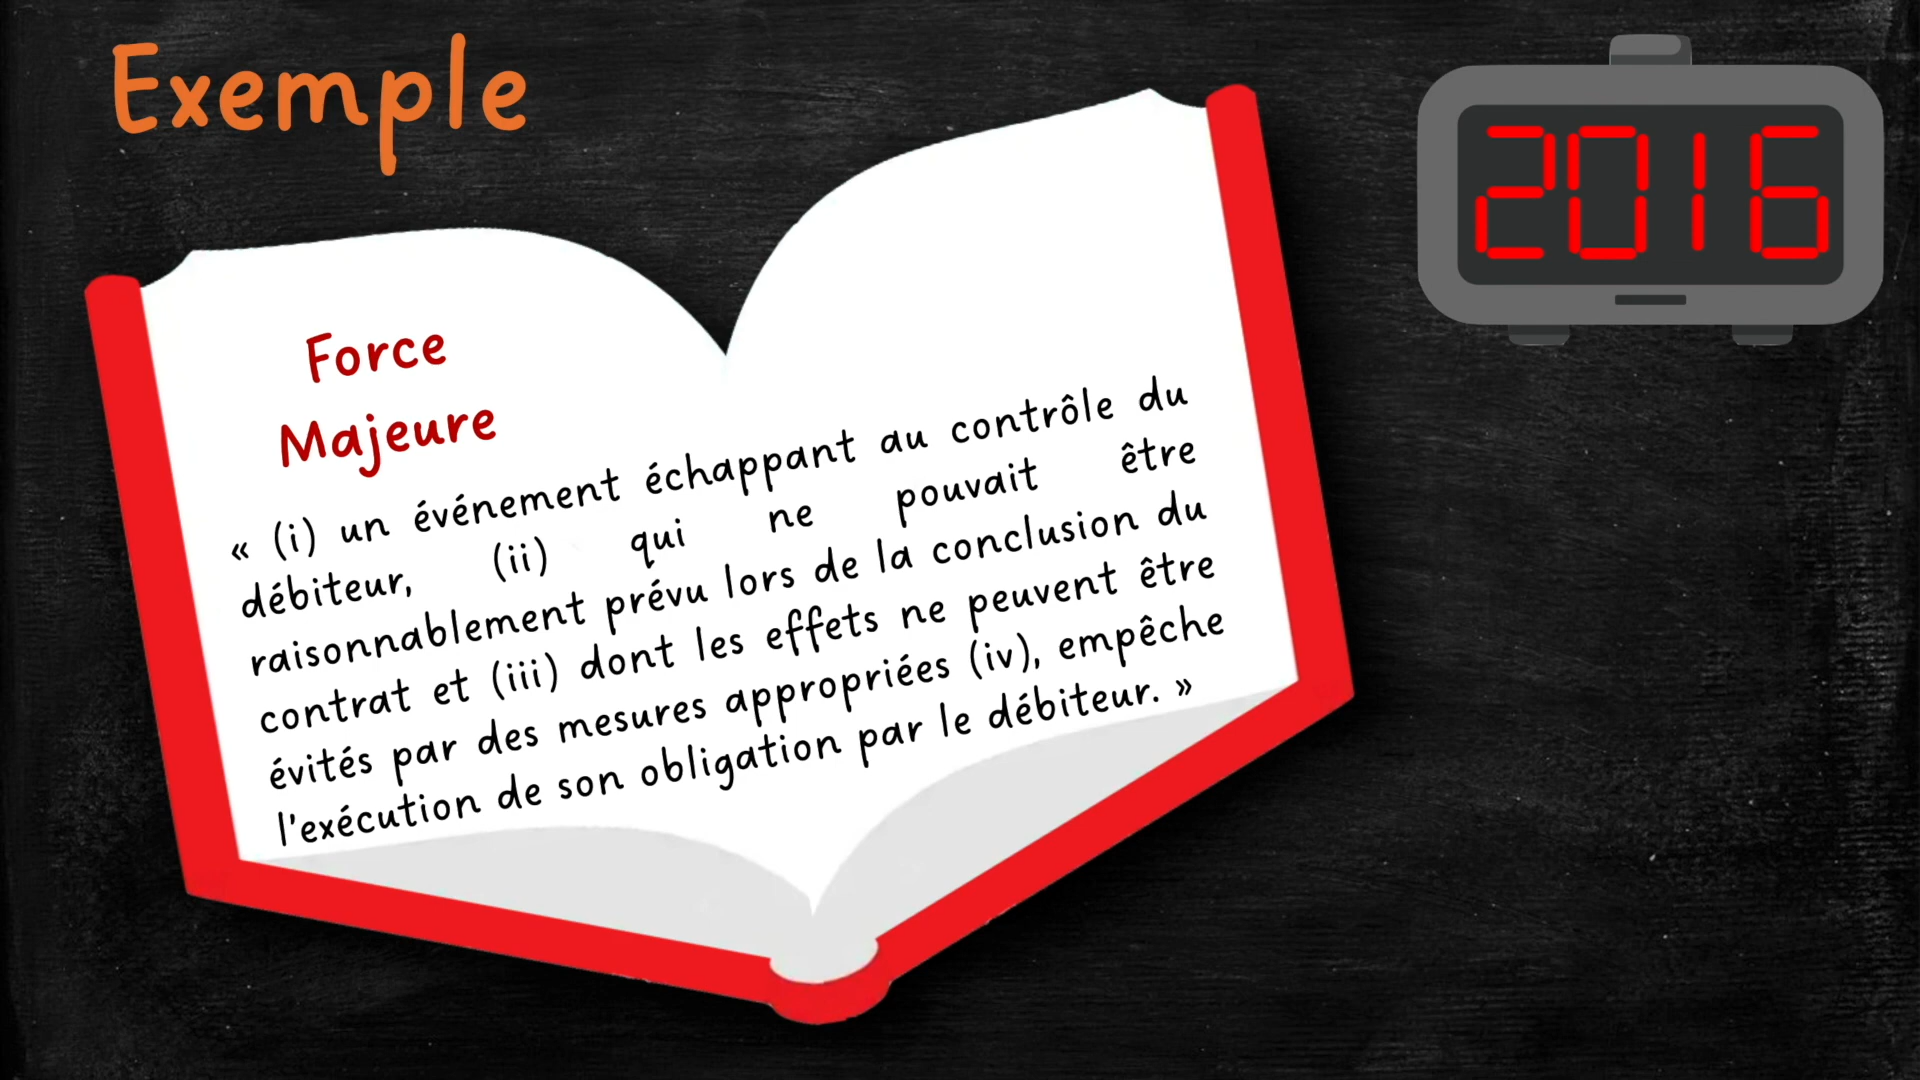 Exemple
2016
Force
Majeure
« (i) un événement échappant au contrôle du
débiteur, (ii) qui ne pouvait être
raisonnablement prévu lors de la conclusion du
contrat et (iii) dont les effets ne peuvent être
évités par des mesures appropriées (iv), empêche
l'exécution de son obligation par le débiteur. »